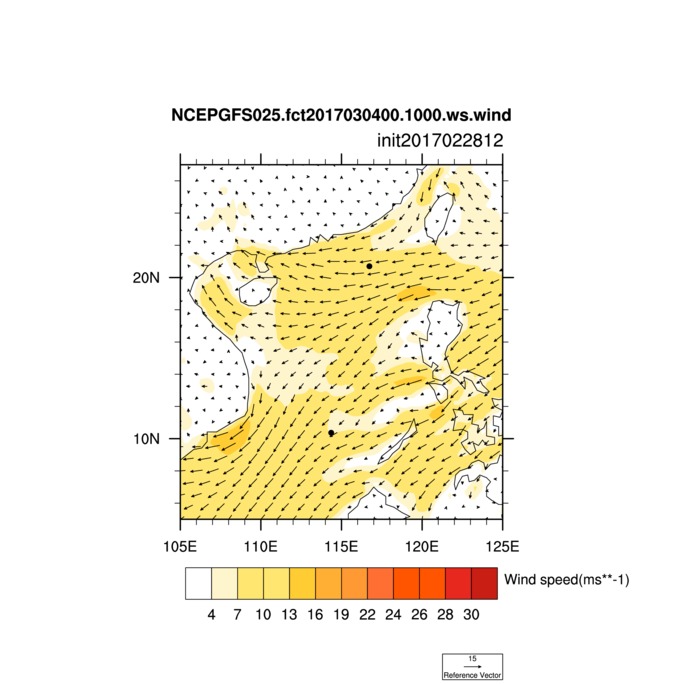 NCEPGFS025.fct2017030400.1000.ws.wind
init2017022812
20N
10N
105E 110E 115E 120E 125E
Wind speed(ms**-1)
4 7 10 13 16 19 22 24 26 28 30
15
Reference Vector